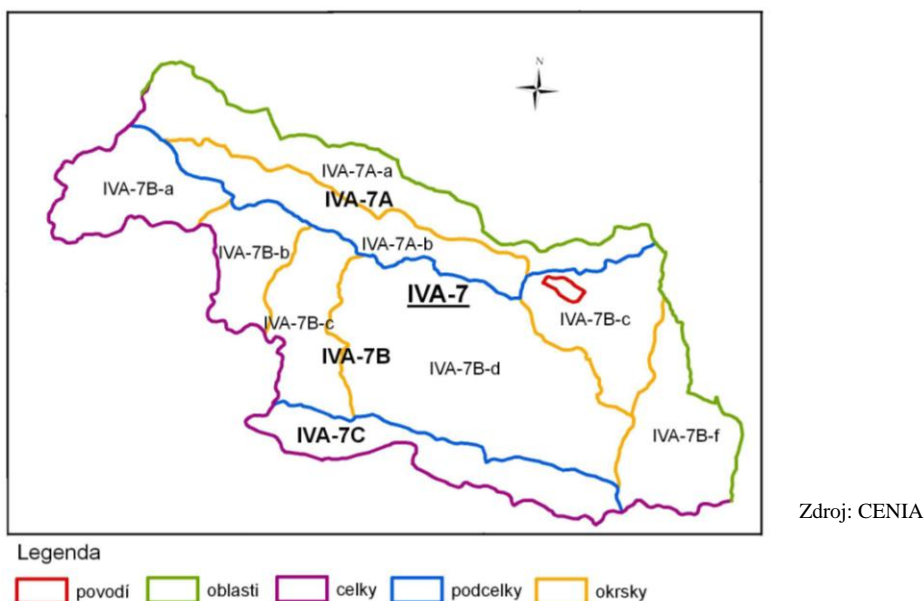 N
IVA-7A-a
IVA-7A
IVA-7B-a
IVA-7A-b
IVA-7B-b
IVA-7
IVA-7B-c
IVA-7B-c
IVA-7B
IVA-7B-d
IVA-7C
IVA-7B-f
Zdroj: CENIA
Legenda
povodí oblasti celky podcelky okrsky